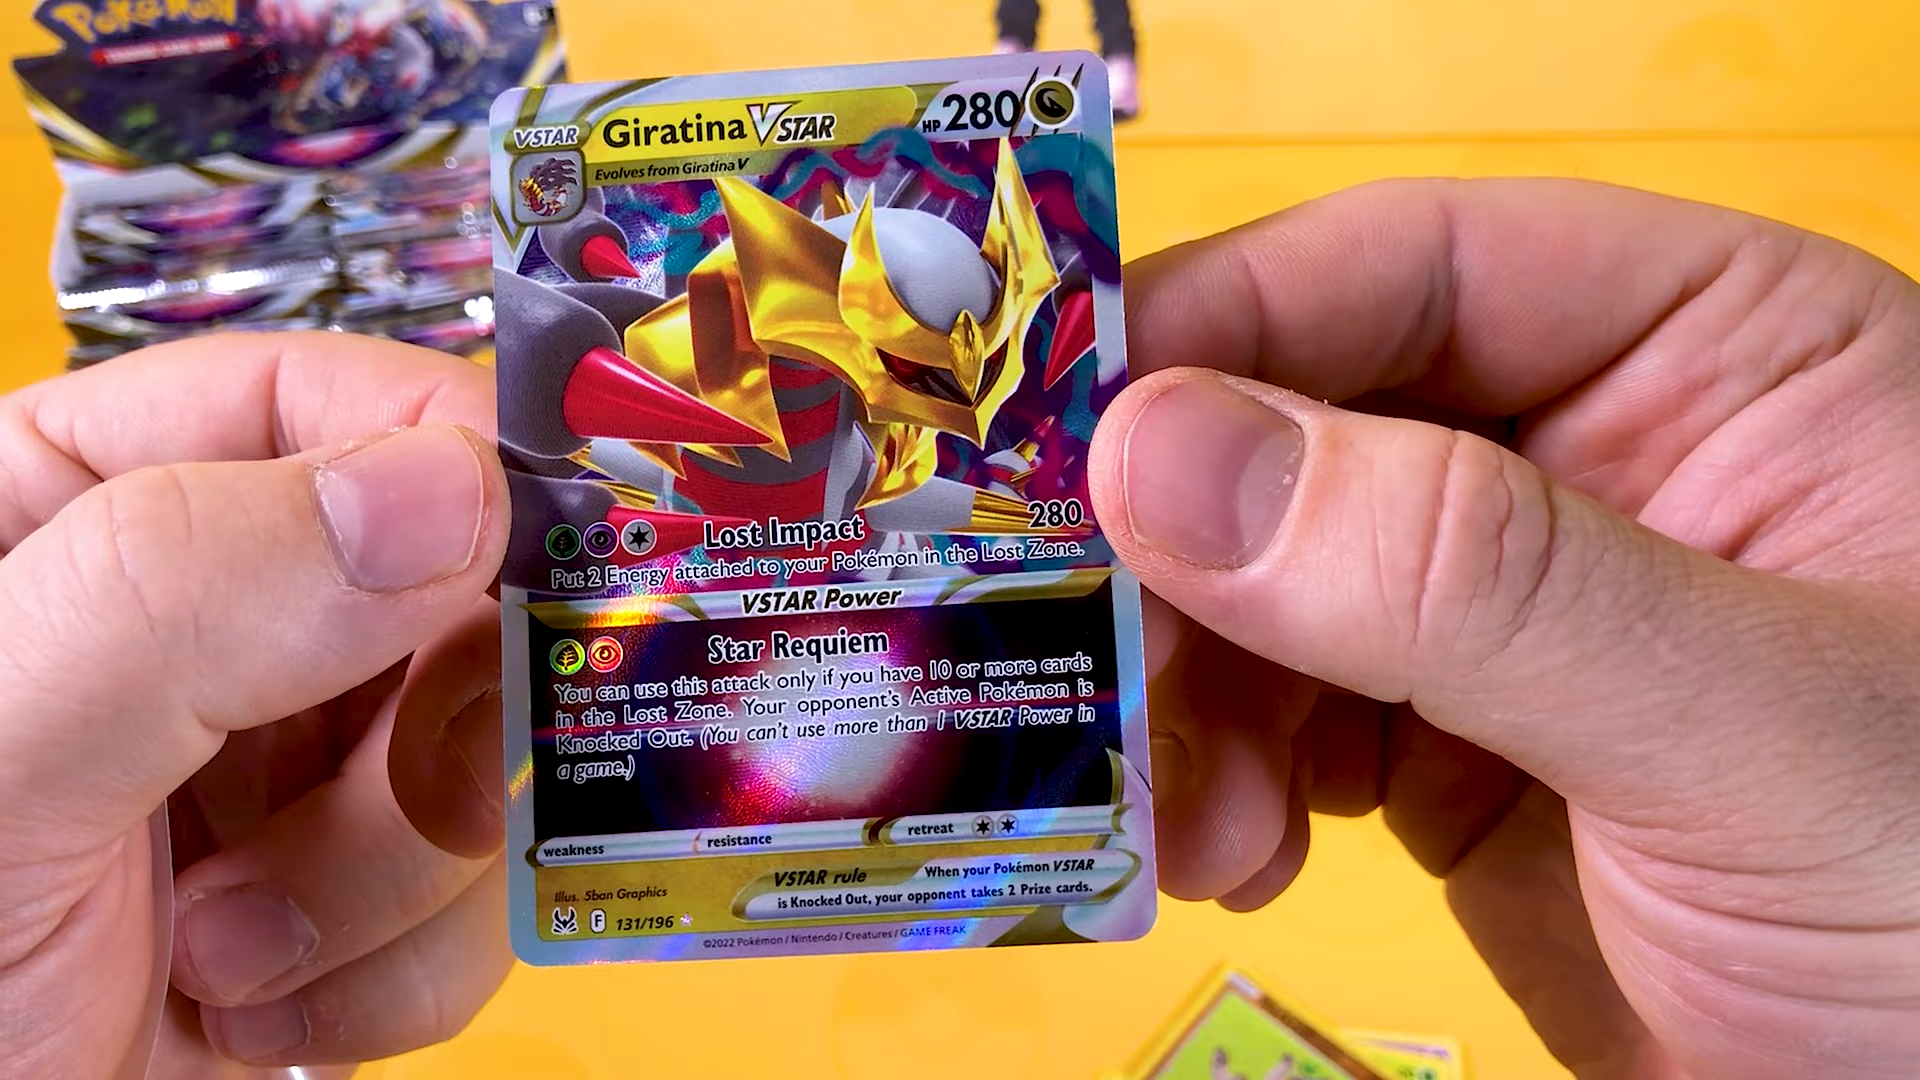 Pokémon
TRADING CARD GAME
VSTAR
Giratina VSTAR
HP 280
Evolves from Giratina V
Lost Impact
280
Put 2 Energy attached to your Pokémon in the Lost Zone.
VSTAR Power
Star Requiem
You can use this attack only if you have 10 or more cards
in the Lost Zone. Your opponent's Active Pokémon is
Knocked Out. (You can't use more than 1 VSTAR Power in
a game.)
weakness
resistance
retreat
VSTAR rule
When your Pokémon VSTAR
is Knocked Out, your opponent takes 2 Prize cards.
Illus. 5ban Graphics
F 131/196
©2022 Pokémon / Nintendo / Creatures / GAME FREAK